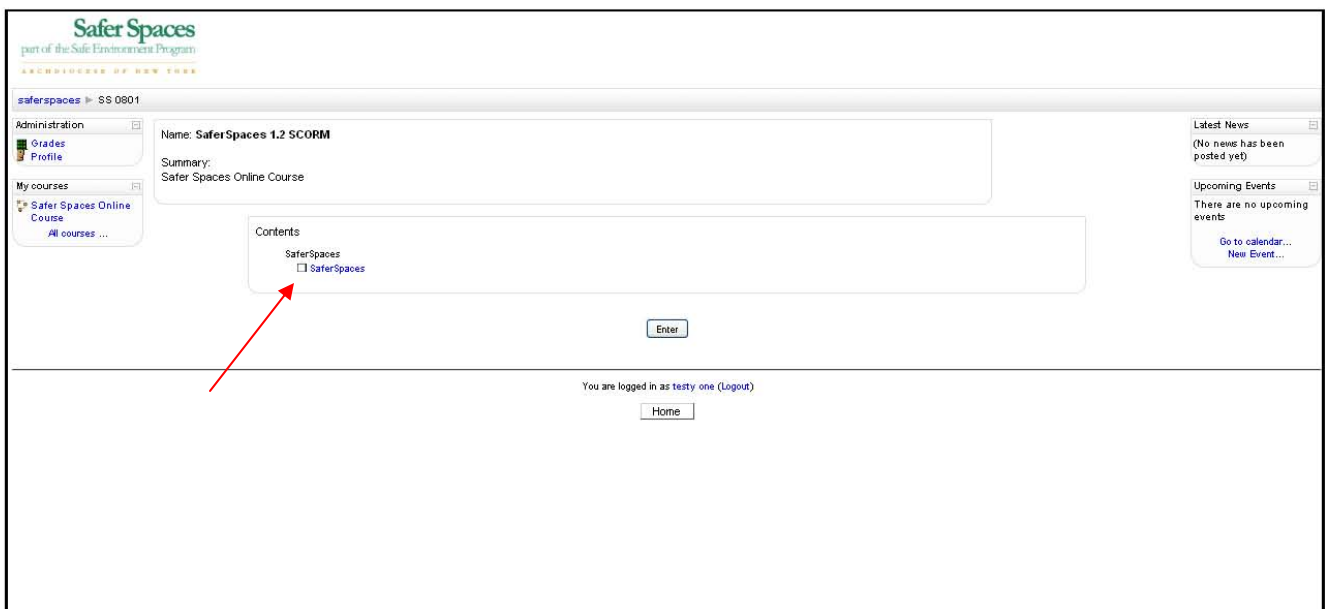 Safer Spaces
part of the Safe Environment Program
ARCHDIOCESE OF NEW YORK
saferspaces ► SS 0801
Administration
Grades
Profile
My courses
Safer Spaces Online
Course
All courses ...
Name: SaferSpaces 1.2 SCORM
Summary:
Safer Spaces Online Course
Contents
SaferSpaces
SaferSpaces
Enter
Latest News
(No news has been
posted yet)
Upcoming Events
There are no upcoming
events
Go to calendar...
New Event...
You are logged in as testy one (Logout)
Home